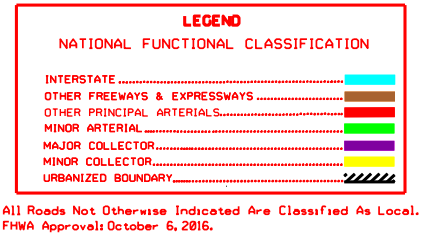 LEGEND
NATIONAL FUNCTIONAL CLASSIFICATION
INTERSTATE
OTHER FREEWAYS & EXPRESSWAYS
OTHER PRINCIPAL ARTERIALS
MINOR ARTERIAL
MAJOR COLLECTOR
MINOR COLLECTOR
URBANIZED BOUNDARY
All Roads Not Otherwise Indicated Are Classified As Local.
FHWA Approval: October 6, 2016.